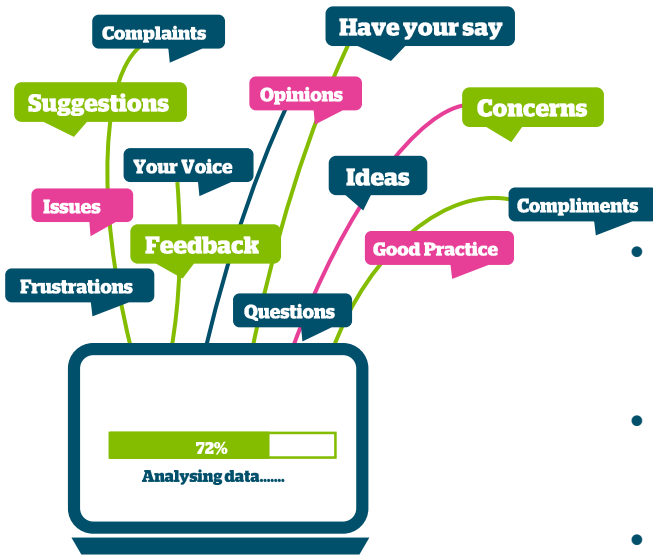 Complaints
Have your say
Suggestions
Opinions
Concerns
Your Voice
Ideas
Issues
Compliments
Feedback
Good Practice
Frustrations
Questions
72%
Analysing data.......